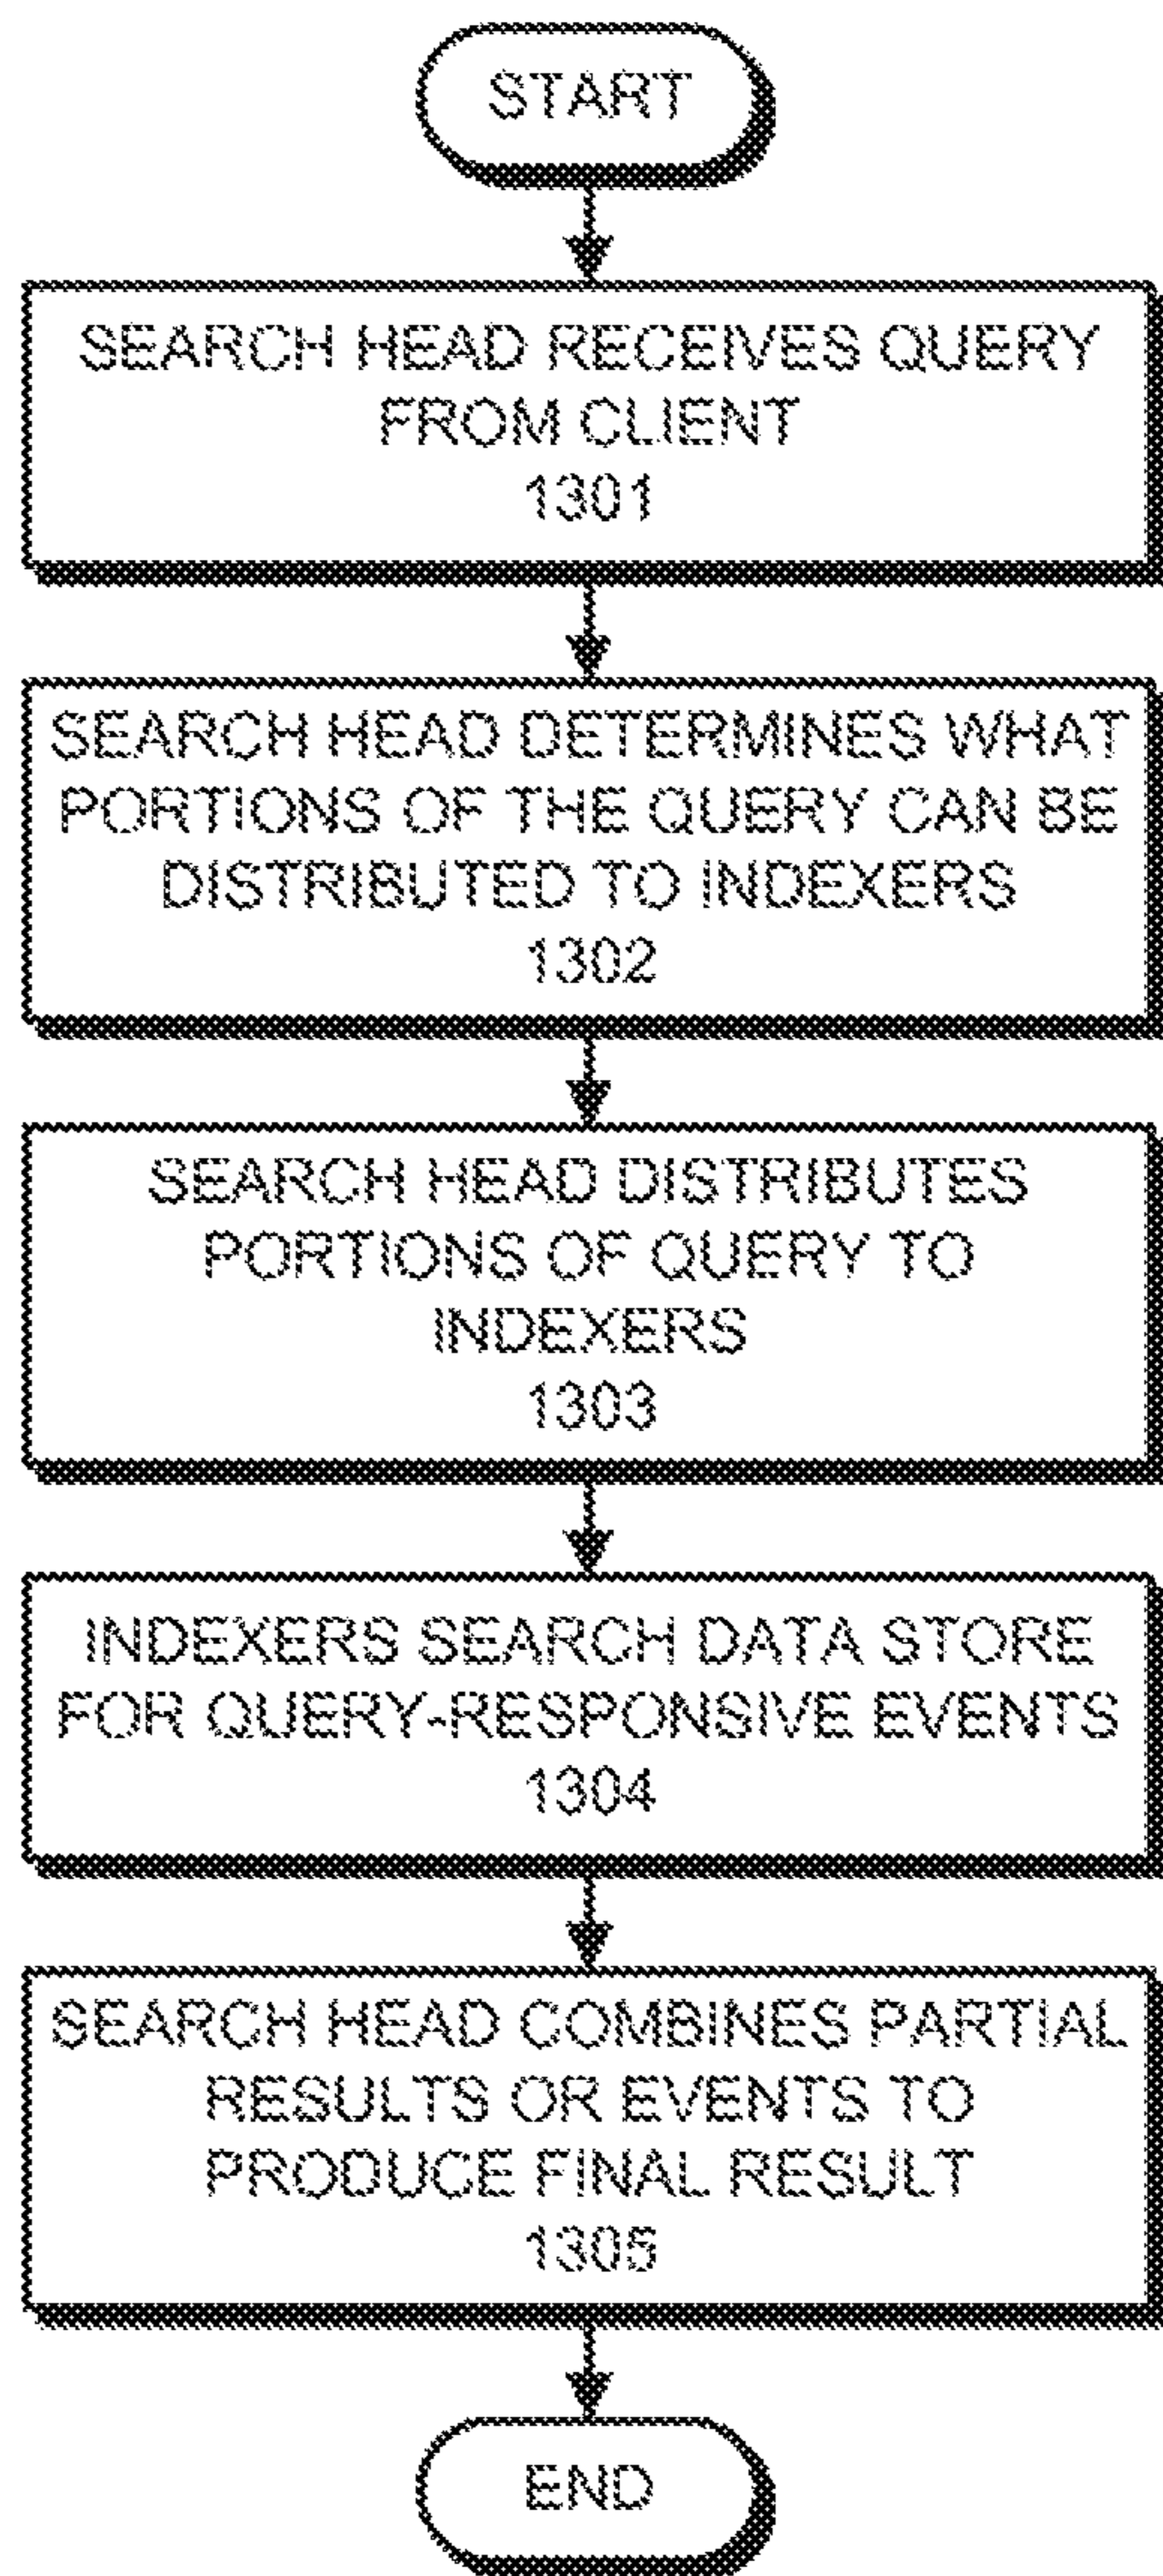 START
SEARCH HEAD RECEIVES QUERY
FROM CLIENT
1301
SEARCH HEAD DETERMINES WHAT
PORTIONS OF THE QUERY CAN BE
DISTRIBUTED TO INDEXERS
1302
SEARCH HEAD DISTRIBUTES
PORTIONS OF QUERY TO
INDEXERS
1303
INDEXERS SEARCH DATA STORE
FOR QUERY-RESPONSIVE EVENTS
1304
SEARCH HEAD COMBINES PARTIAL
RESULTS OR EVENTS TO
PRODUCE FINAL RESULT
1305
END